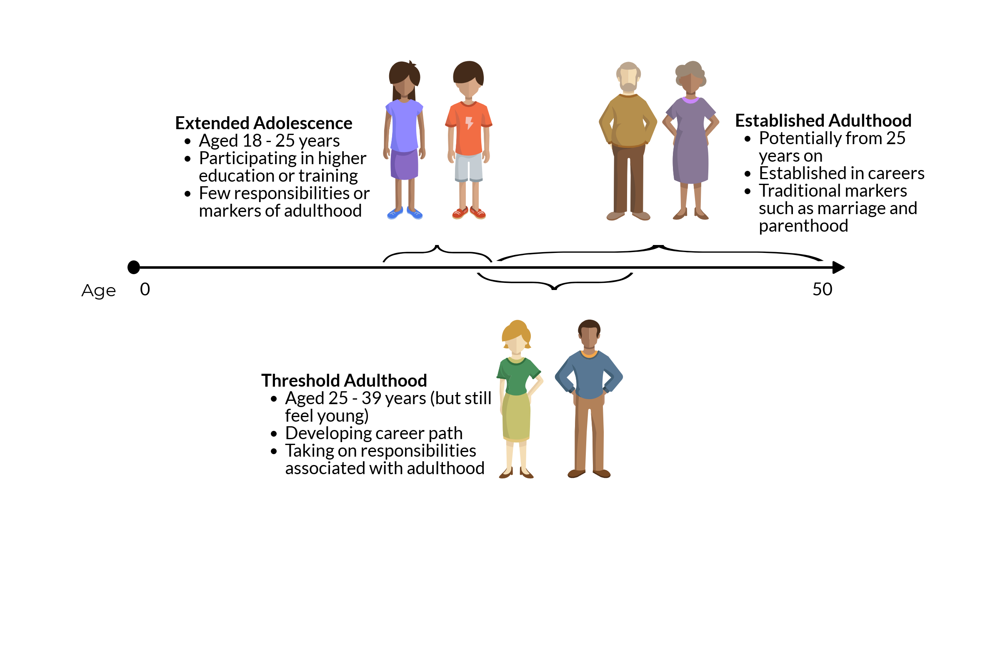 Extended Adolescence
• Aged 18 - 25 years
• Participating in higher
education or training
• Few responsibilities or
markers of adulthood
Established Adulthood
• Potentially from 25
years on
• Established in careers
• Traditional markers
such as marriage and
parenthood
Age
0
50
Threshold Adulthood
• Aged 25 - 39 years (but still
feel young)
• Developing career path
• Taking on responsibilities
associated with adulthood